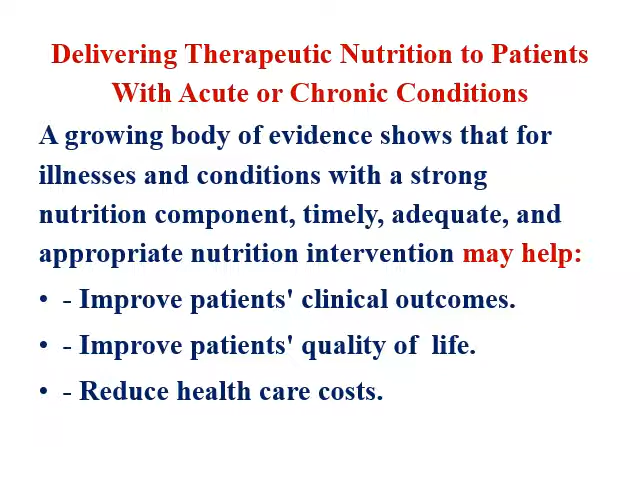 Delivering Therapeutic Nutrition to Patients
With Acute or Chronic Conditions
A growing body of evidence shows that for
illnesses and conditions with a strong
nutrition component, timely, adequate, and
appropriate nutrition intervention may help:
• - Improve patients' clinical outcomes.
• - Improve patients' quality of  life.
• - Reduce health care costs.